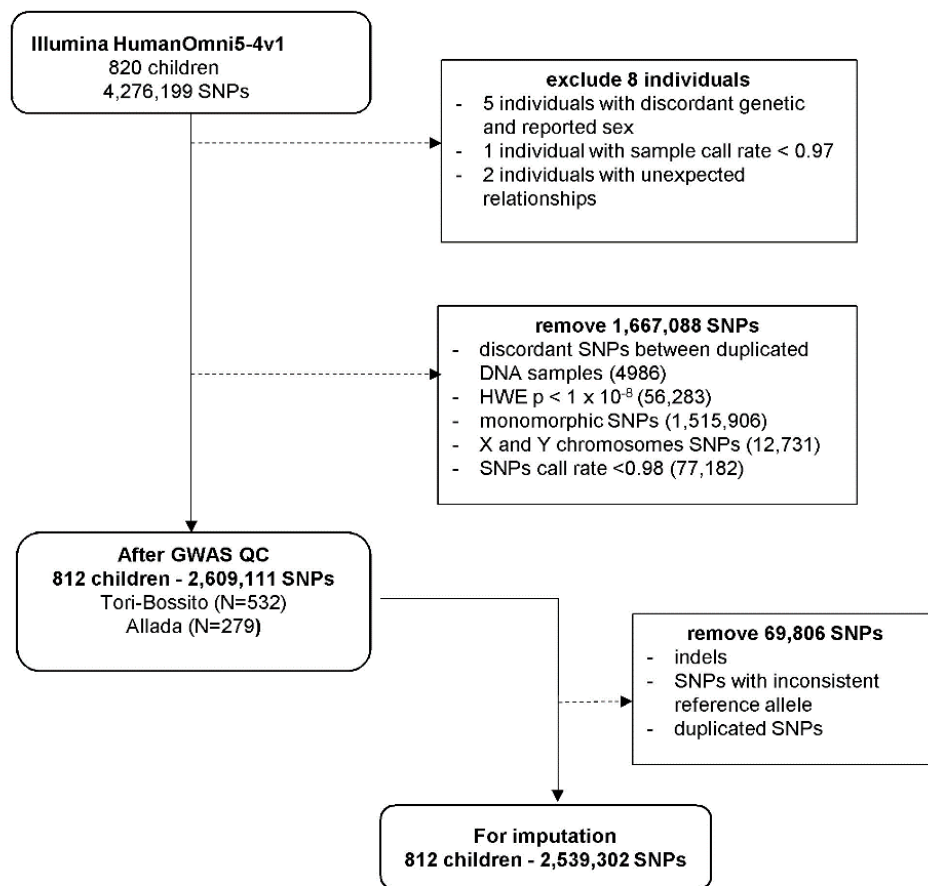 Illumina HumanOmni5-4v1
820 children
4,276,199 SNPs
exclude 8 individuals
- 5 individuals with discordant genetic
and reported sex
- 1 individual with sample call rate < 0.97
- 2 individuals with unexpected
relationships
remove 1,667,088 SNPs
- discordant SNPs between duplicated
DNA samples (4986)
- HWE p < 1 x 10⁻⁸ (56,283)
- monomorphic SNPs (1,515,906)
- X and Y chromosomes SNPs (12,731)
- SNPs call rate <0.98 (77,182)
After GWAS QC
812 children - 2,609,111 SNPs
Tori-Bossito (N=532)
Allada (N=279)
remove 69,806 SNPs
- indels
- SNPs with inconsistent
reference allele
- duplicated SNPs
For imputation
812 children - 2,539,302 SNPs